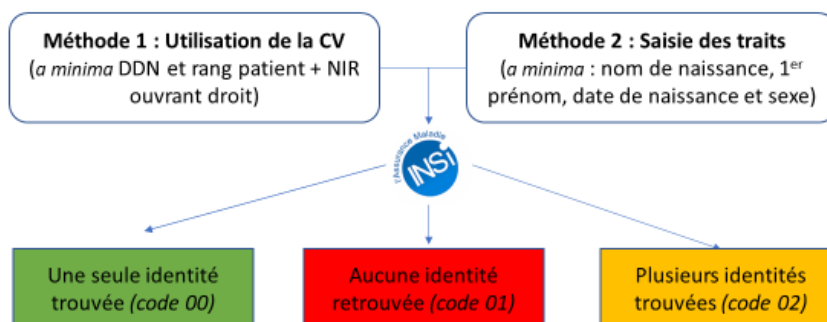 Méthode 1 : Utilisation de la CV
(a minima DDN et rang patient + NIR
ouvrant droit)
Méthode 2 : Saisie des traits
(a minima : nom de naissance, 1er
prénom, date de naissance et sexe)
l'Assurance Maladie
INSi
Une seule identité
trouvée (code 00)
Aucune identité
retrouvée (code 01)
Plusieurs identités
trouvées (code 02)